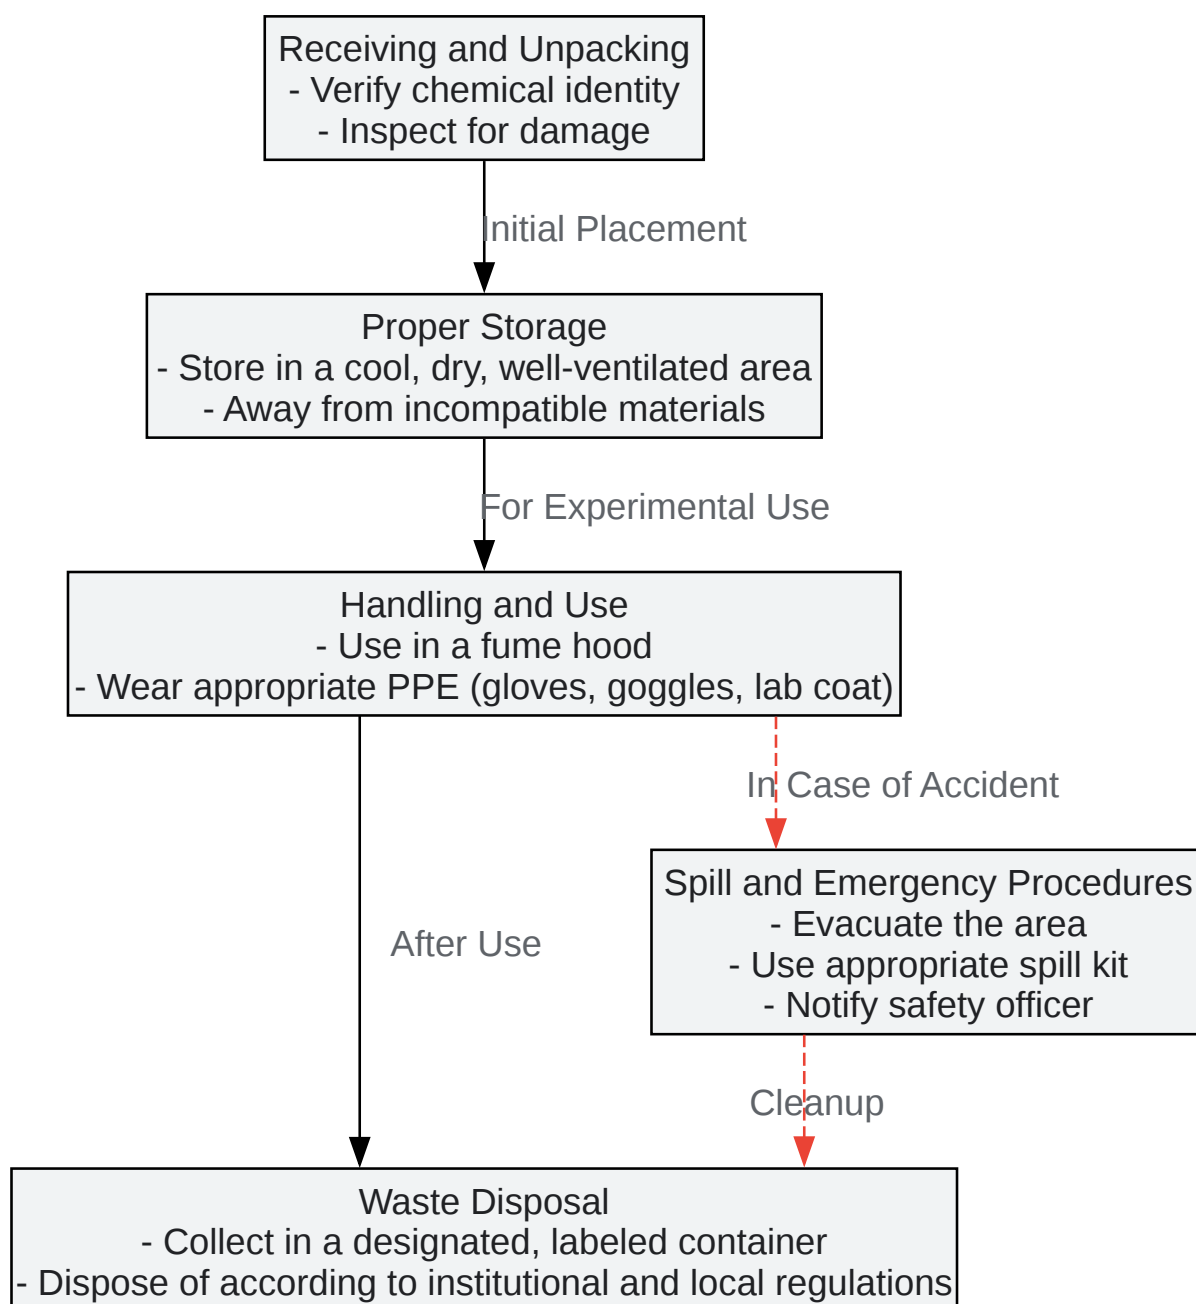 Receiving and Unpacking
- Verify chemical identity
- Inspect for damage
Initial Placement
Proper Storage
- Store in a cool, dry, well-ventilated area
- Away from incompatible materials
For Experimental Use
Handling and Use
- Use in a fume hood
- Wear appropriate PPE (gloves, goggles, lab coat)
In Case of Accident
Spill and Emergency Procedures
- Evacuate the area
- Use appropriate spill kit
- Notify safety officer
After Use
Cleanup
Waste Disposal
- Collect in a designated, labeled container
- Dispose of according to institutional and local regulations